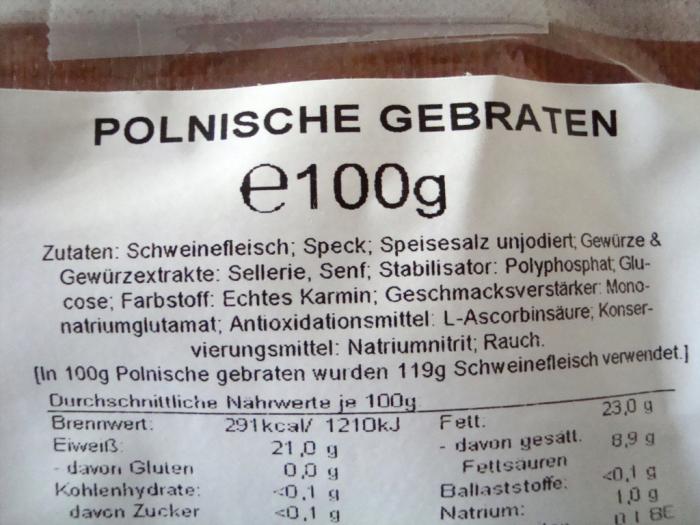 POLNISCHE GEBRATEN
℮100g
Zutaten: Schweinefleisch; Speck; Speisesalz unjodiert; Gewürze &
Gewürzextrakte: Sellerie, Senf; Stabilisator: Polyphosphat; Glu-
cose; Farbstoff: Echtes Karmin; Geschmacksverstärker: Mono-
natriumglutamat; Antioxidationsmittel: L-Ascorbinsäure; Konser-
vierungsmittel: Natriumnitrit; Rauch.
[In 100g Polnische gebraten wurden 119g Schweinefleisch verwendet.]
Durchschnittliche Nährwerte je 100g
Brennwert: 291kcal/ 1210kJ Fett: 23,0 g
Eiweiß: 21,0 g - davon gesätt. 8,9 g
- davon Gluten 0,0 g Fettsäuren
Kohlenhydrate: <0,1 g Ballaststoffe: <0,1 g
davon Zucker <0,1 g Natrium: 1,0 g
BE